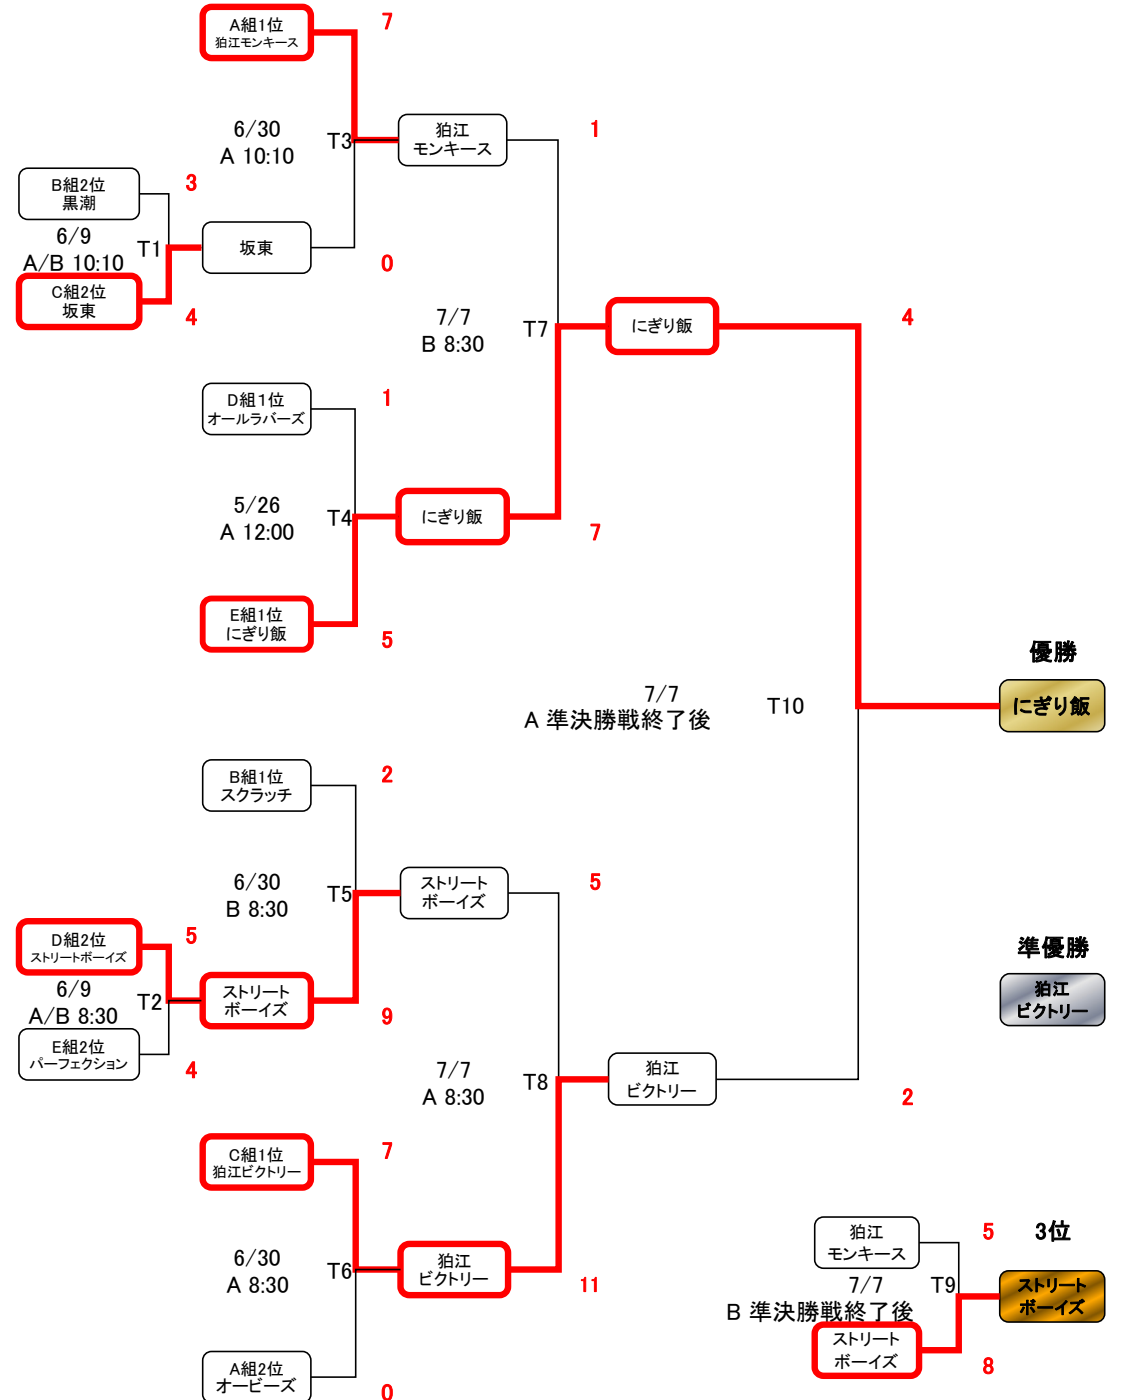 A組1位
狛江モンキース
7
6/30
A 10:10
T3
狛江
モンキース
1
B組2位
黒潮
3
6/9
A/B 10:10
T1
坂東
0
C組2位
坂東
4
7/7
B 8:30
T7
にぎり飯
4
D組1位
オールラバーズ
1
5/26
A 12:00
T4
にぎり飯
7
E組1位
にぎり飯
5
優勝
にぎり飯
7/7
A 準決勝戦終了後
T10
B組1位
スクラッチ
2
6/30
B 8:30
T5
ストリート
ボーイズ
5
D組2位
ストリートボーイズ
5
6/9
A/B 8:30
T2
ストリート
ボーイズ
9
E組2位
パーフェクション
4
準優勝
狛江
ビクトリー
7/7
A 8:30
T8
狛江
ビクトリー
2
C組1位
狛江ビクトリー
7
6/30
A 8:30
T6
狛江
ビクトリー
11
A組2位
オービーズ
0
狛江
モンキース
5
3位
7/7
B 準決勝戦終了後
T9
ストリート
ボーイズ
ストリート
ボーイズ
8